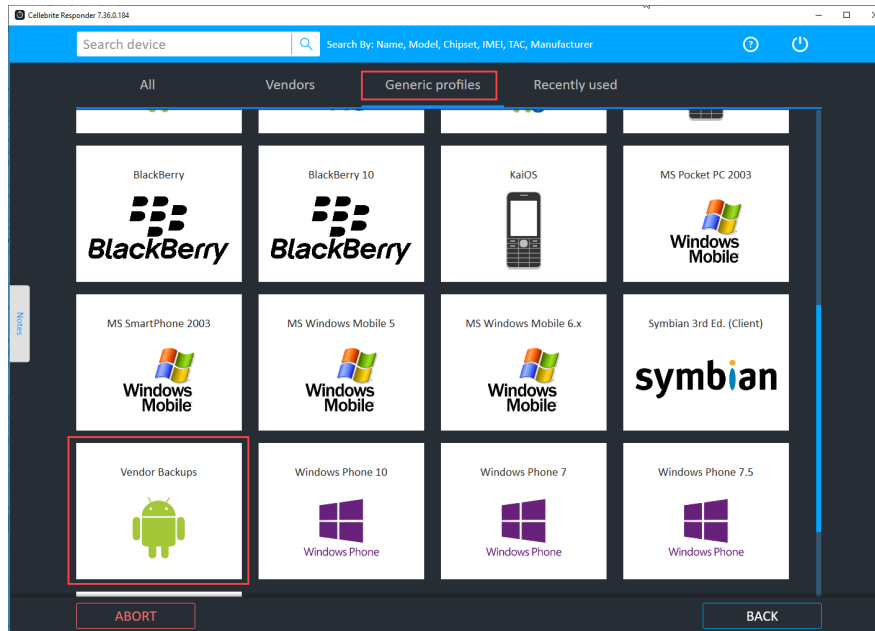 Cellebrite Responder 7.36.0.184
Search device
Search By: Name, Model, Chipset, IMEI, TAC, Manufacturer
All
Vendors
Generic profiles
Recently used
BlackBerry
BlackBerry 10
KaiOS
MS Pocket PC 2003
BlackBerry
BlackBerry
Windows
Mobile
Notes
MS SmartPhone 2003
MS Windows Mobile 5
MS Windows Mobile 6.x
Symbian 3rd Ed. (Client)
Windows
Mobile
Windows
Mobile
Windows
Mobile
symbian
Vendor Backups
Windows Phone 10
Windows Phone 7
Windows Phone 7.5
Windows Phone
Windows Phone
Windows Phone
ABORT
BACK